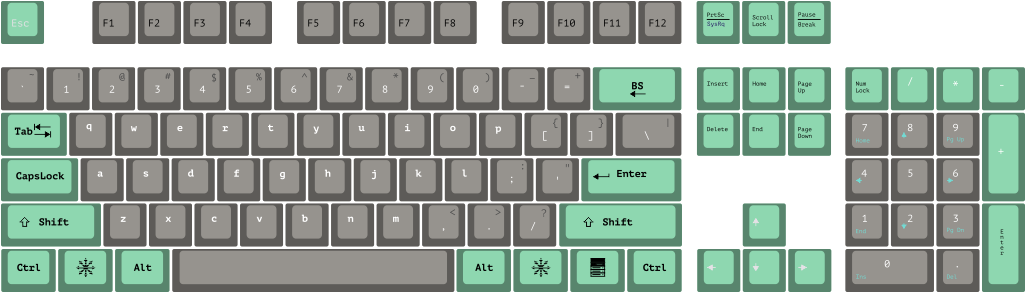 Esc F1 F2 F3 F4 F5 F6 F7 F8 F9 F10 F11 F12 PrtSc SysRq Scroll Lock Pause Break
~ ` ! 1 @ 2 # 3 $ 4 % 5 ^ 6 & 7 * 8 ( 9 ) 0 _ - + = BS Insert Home Page Up Num Lock / * -
Tab q w e r t y u i o p { [ } ] | \ Delete End Page Down 7 Home 8 9 Pg Up +
CapsLock a s d f g h j k l : ; " ' Enter 4 5 6
Shift z x c v b n m < , > . ? / Shift 1 End 2 3 Pg Dn Enter
Ctrl Alt Alt Ctrl 0 Ins . Del